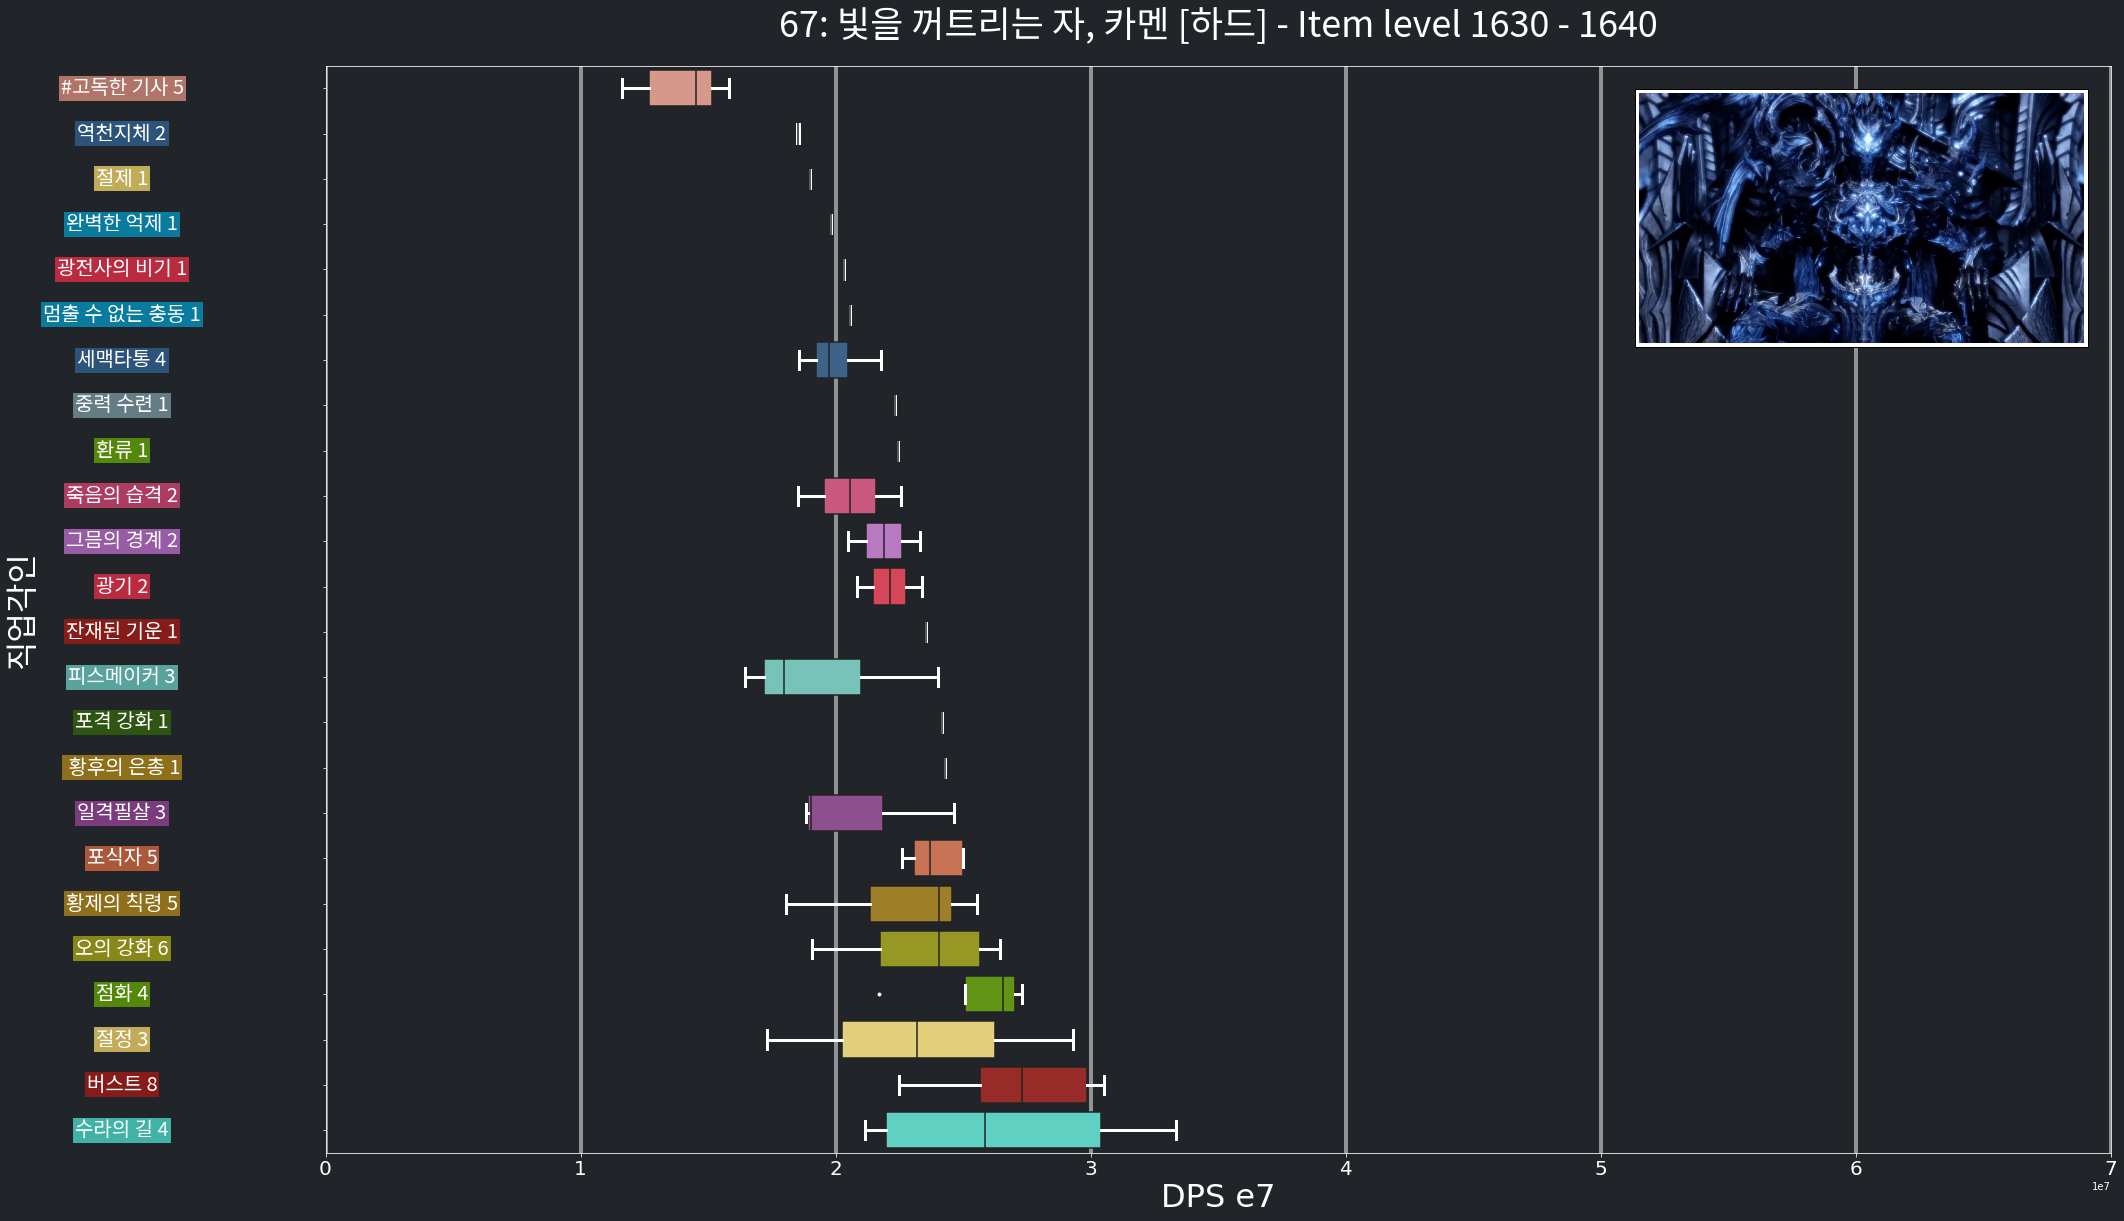 67: 빛을 꺼트리는 자, 카멘 [하드] - Item level 1630 - 1640
#고독한 기사 5
역천지체 2
절제 1
완벽한 억제 1
광전사의 비기 1
멈출 수 없는 충동 1
세맥타통 4
중력 수련 1
환류 1
죽음의 습격 2
그믐의 경계 2
광기 2
잔재된 기운 1
피스메이커 3
포격 강화 1
황후의 은총 1
일격필살 3
포식자 5
황제의 칙령 5
오의 강화 6
점화 4
절정 3
버스트 8
수라의 길 4
직업각인
0 1 2 3 4 5 6 7
1e7
DPS e7